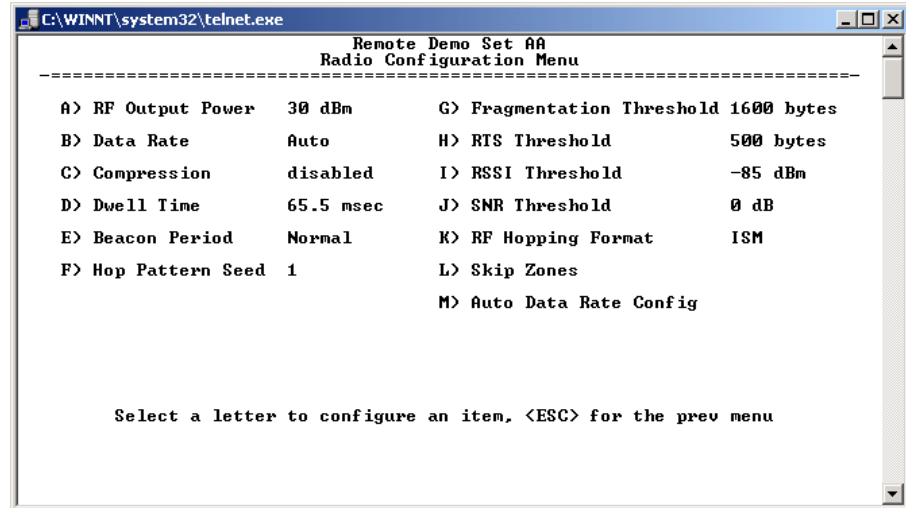 C:\WINNT\system32\telnet.exe
Remote Demo Set AA
Radio Configuration Menu
-==============================================================================-
A) RF Output Power 30 dBm G) Fragmentation Threshold 1600 bytes
B) Data Rate Auto H) RTS Threshold 500 bytes
C) Compression disabled I) RSSI Threshold -85 dBm
D) Dwell Time 65.5 msec J) SNR Threshold 0 dB
E) Beacon Period Normal K) RF Hopping Format ISM
F) Hop Pattern Seed 1 L) Skip Zones
M) Auto Data Rate Config
Select a letter to configure an item, <ESC> for the prev menu